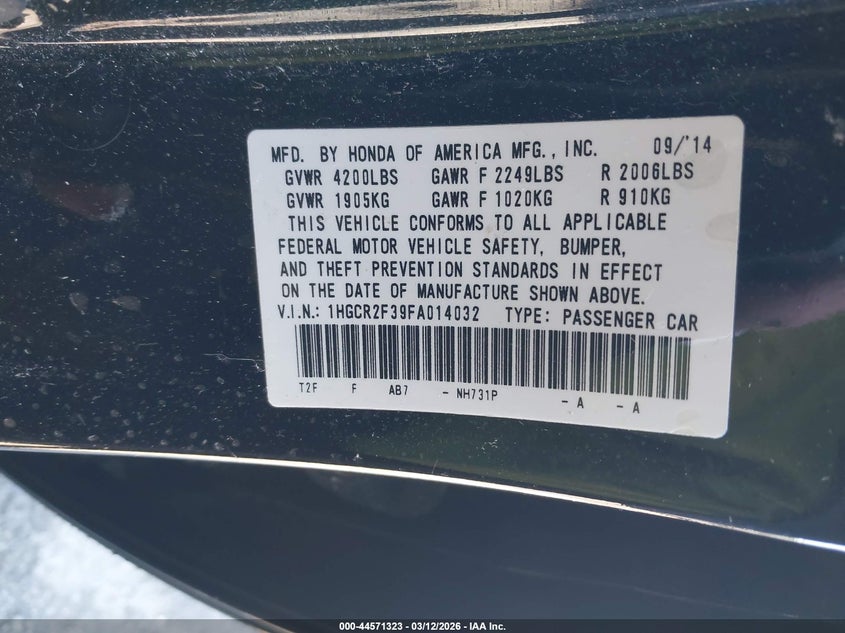 MFD. BY HONDA OF AMERICA MFG., INC. 09/'14
GVWR 4200LBS GAWR F 2249LBS R 2006LBS
GVWR 1905KG GAWR F 1020KG R 910KG
THIS VEHICLE CONFORMS TO ALL APPLICABLE
FEDERAL MOTOR VEHICLE SAFETY, BUMPER,
AND THEFT PREVENTION STANDARDS IN EFFECT
ON THE DATE OF MANUFACTURE SHOWN ABOVE.
V.I.N.: 1HGCR2F39FA014032 TYPE: PASSENGER CAR
T2F F AB7 - NH731P - A - A
000-44571323 — 03/12/2026 — IAA Inc.